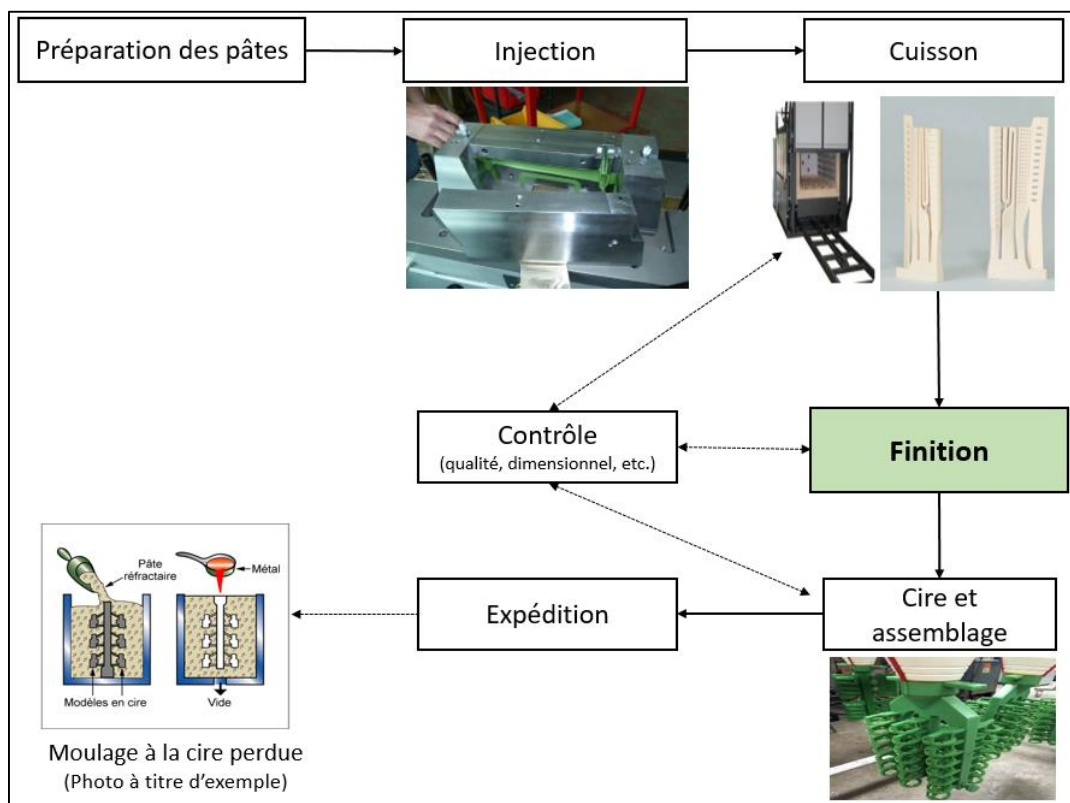 Préparation des pâtes
Injection
Cuisson
Contrôle
(qualité, dimensionnel, etc.)
Finition
Pâte
réfractaire
Métal
Modèles en cire
Vide
Expédition
Cire et
assemblage
Moulage à la cire perdue
(Photo à titre d'exemple)